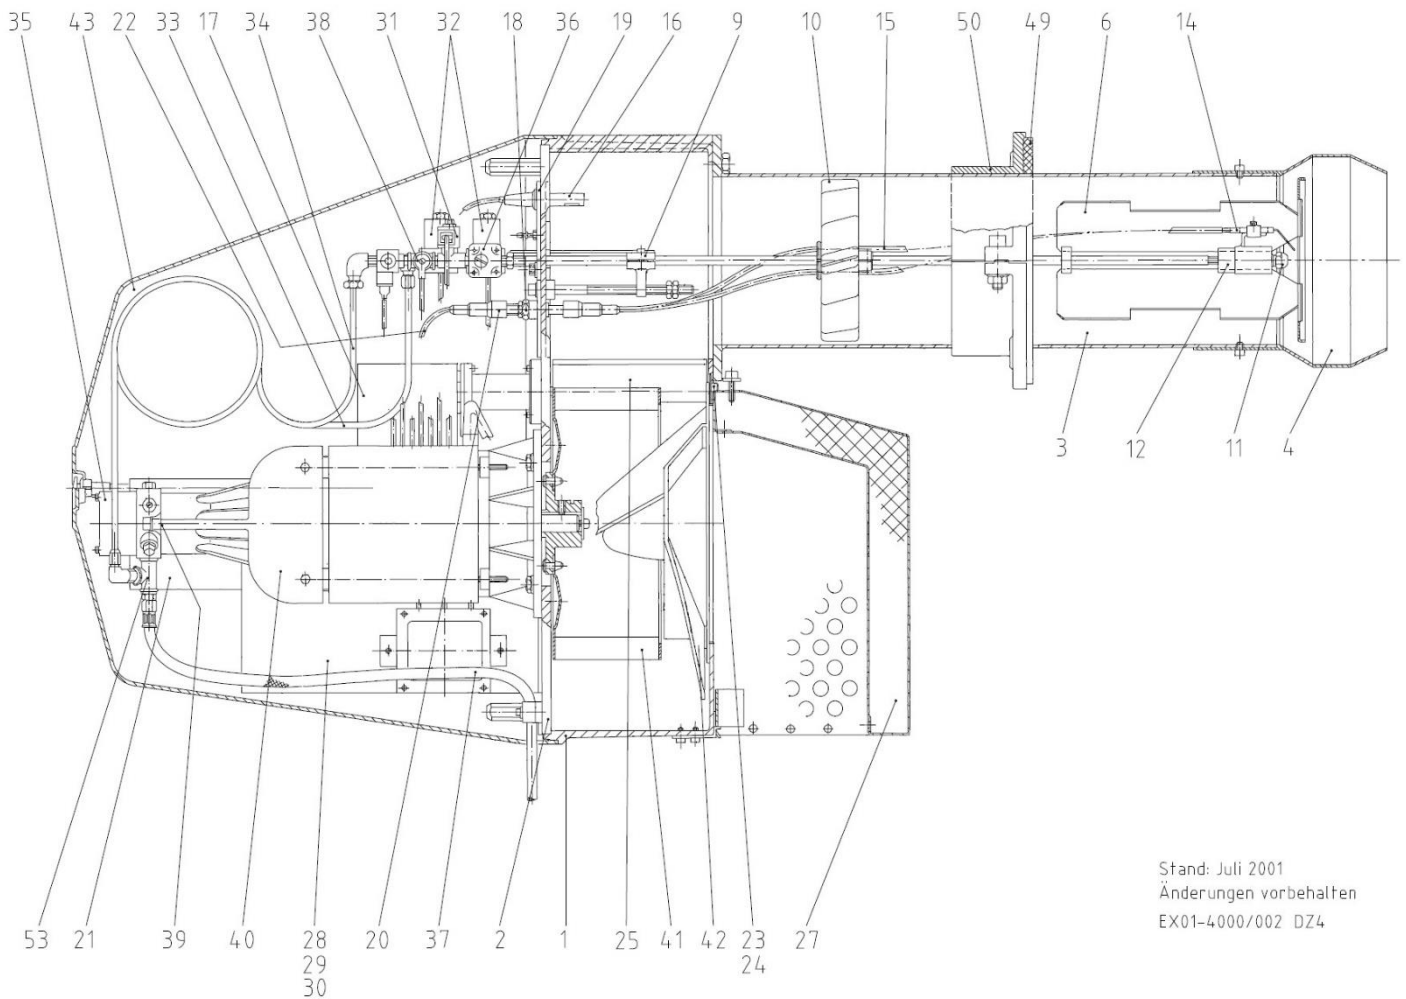 35 43 22 33 17 34 38 31 32 18 36 19 16 9 10 15 50 49 6 14
3 12 11 4
Stand: Juli 2001
Änderungen vorbehalten
EX01-4000/002 DZ4
53 21 39 40 28 20 37 2 1 25 41 42 23 27
29 24
30